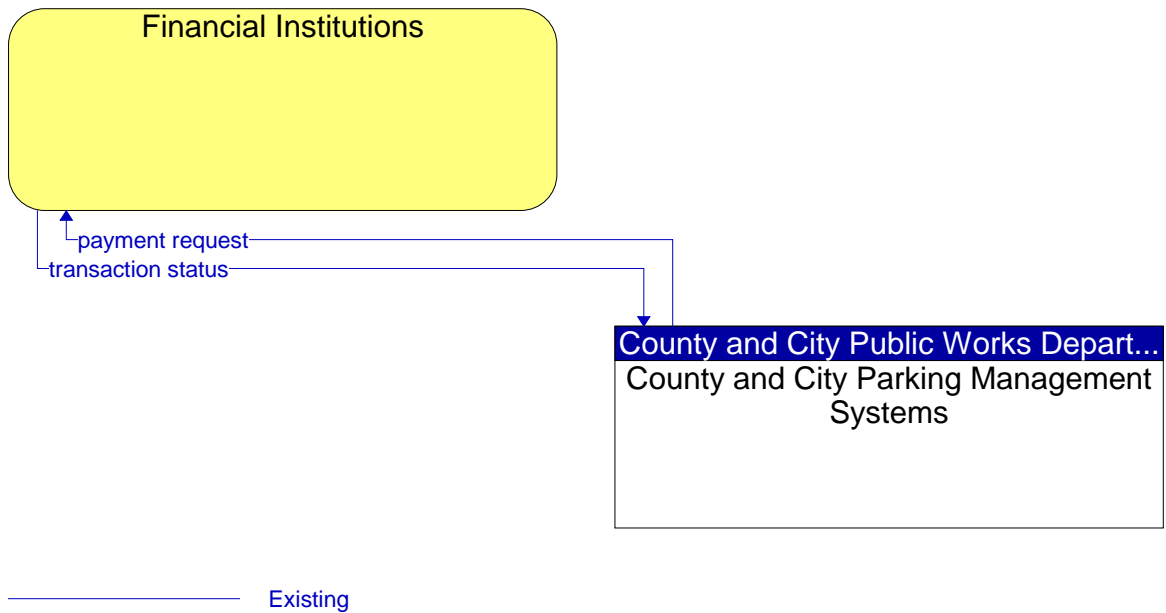 Financial Institutions
payment request
transaction status
County and City Public Works Depart...
County and City Parking Management
Systems
Existing